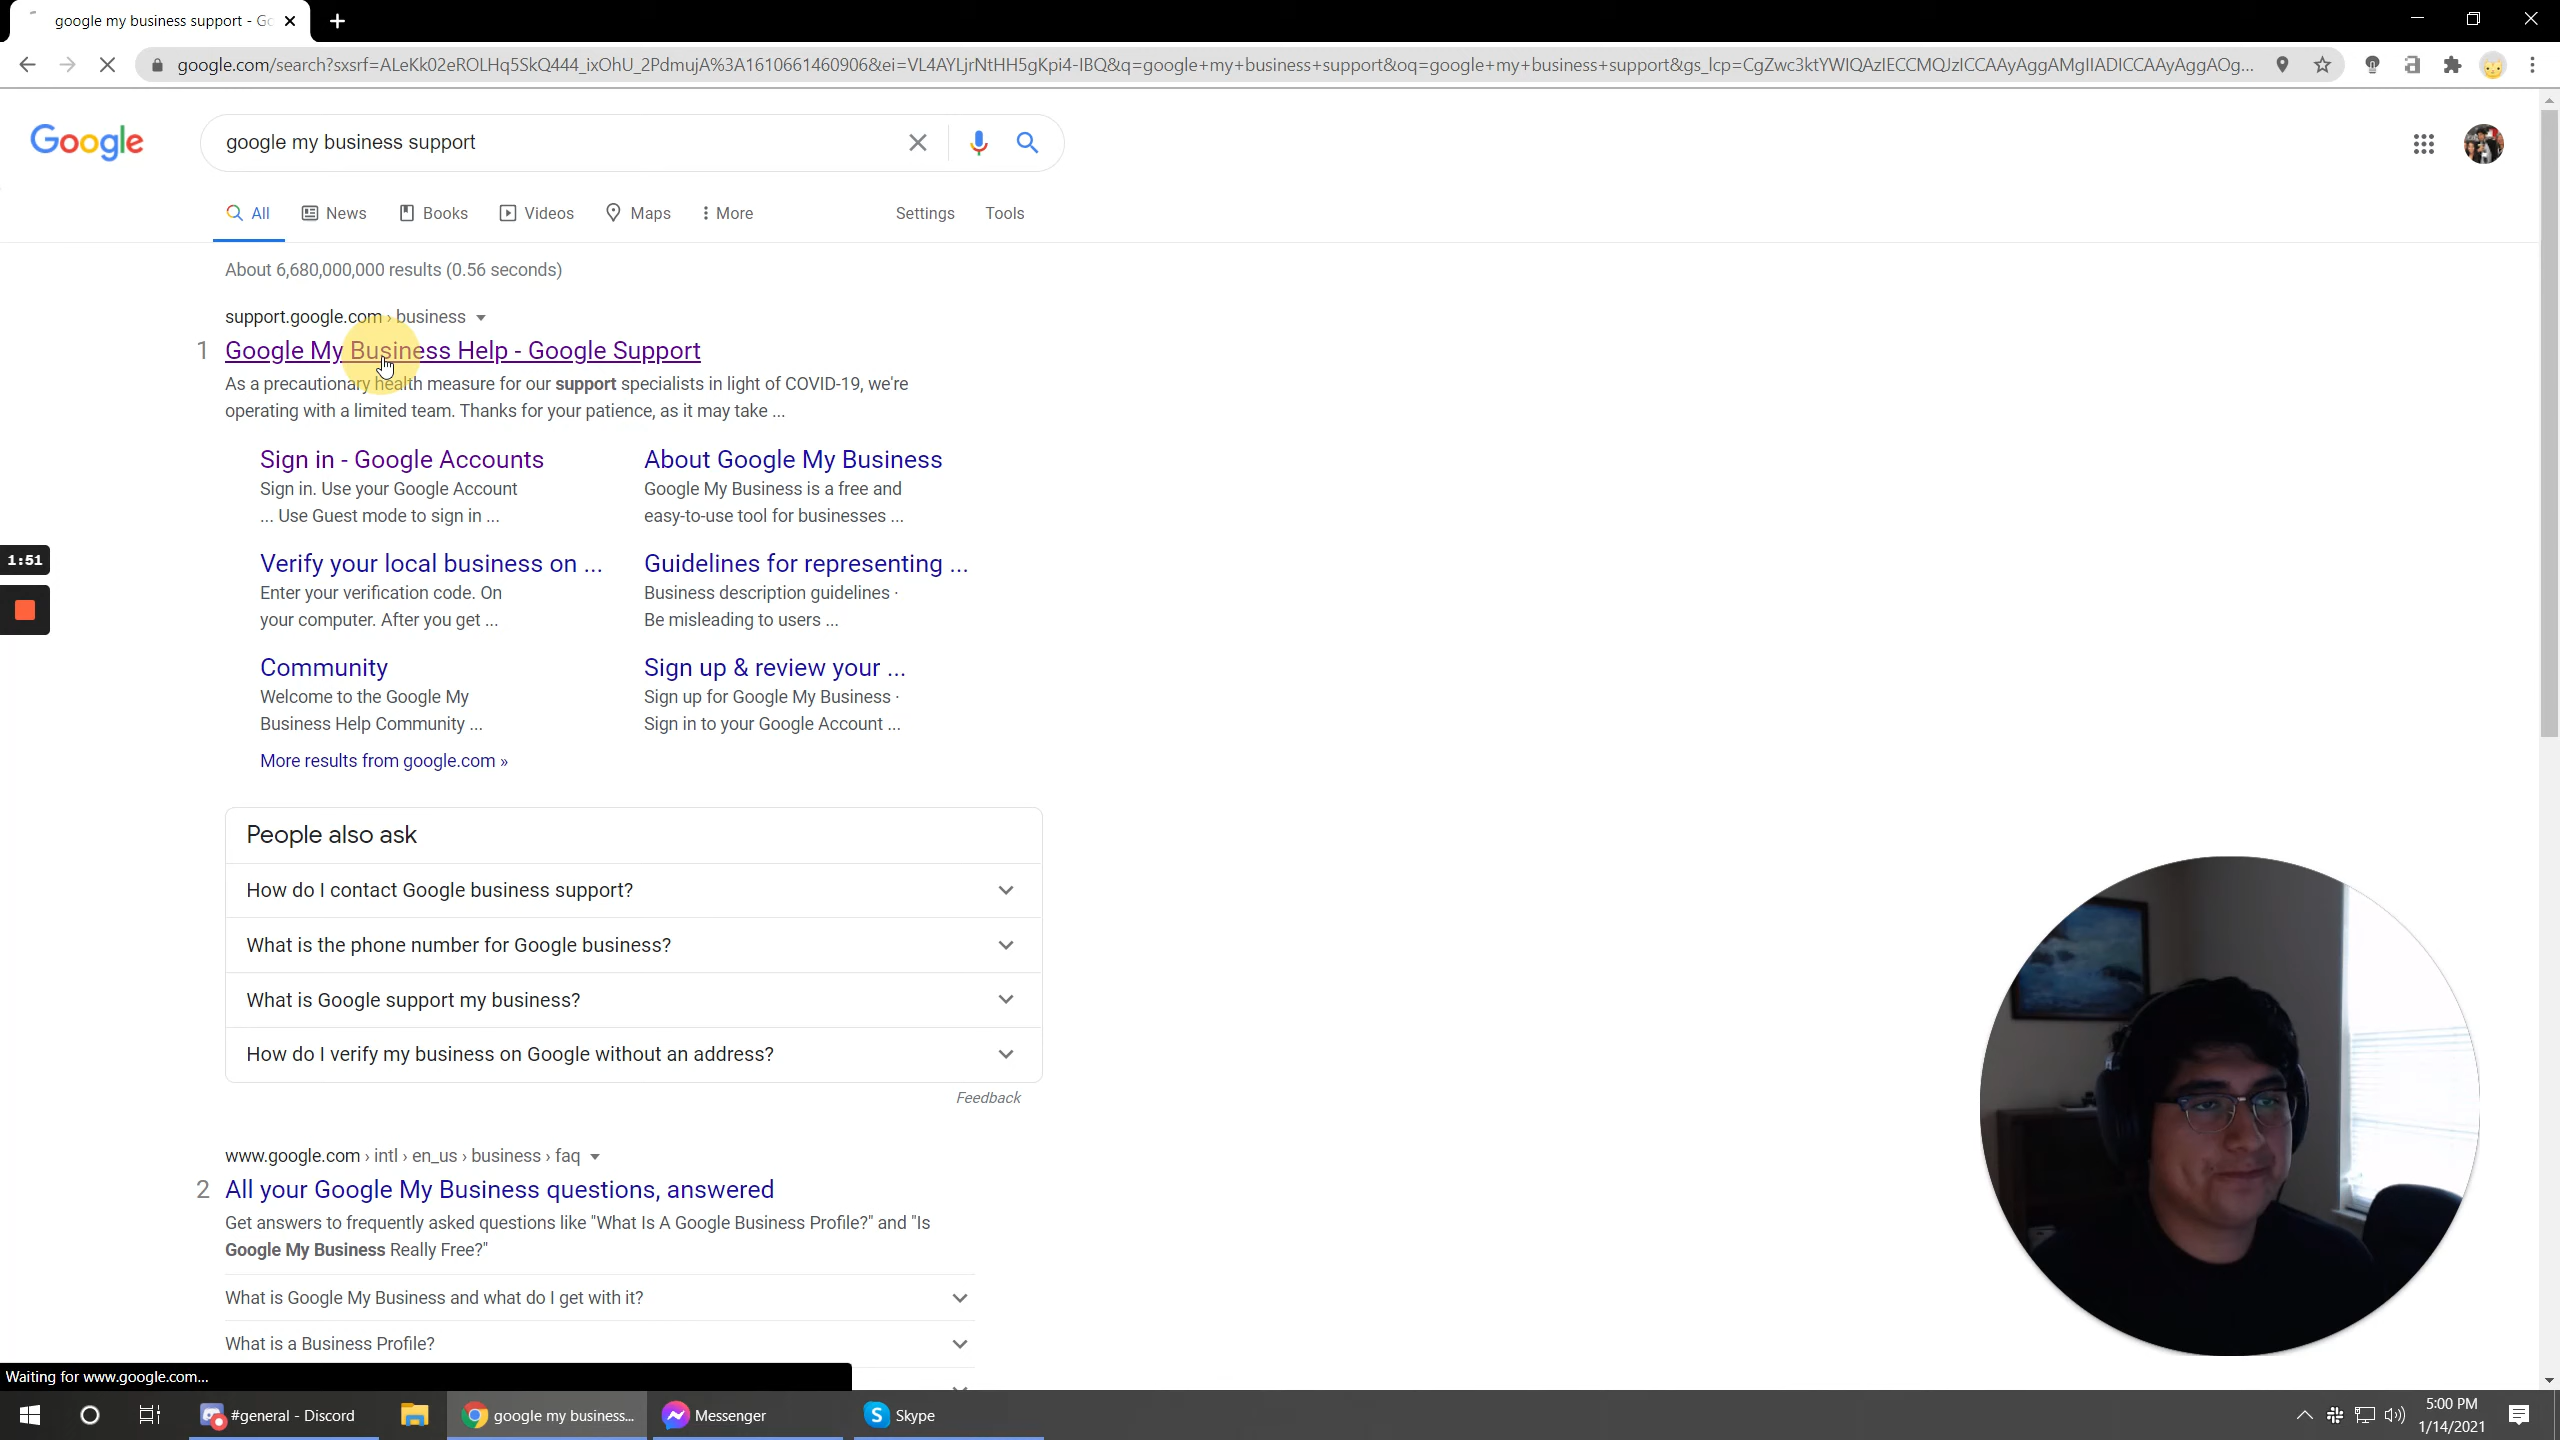 google my business support - Go
google.com/search?sxsrf=ALeKk02eROLHq5SkQ444_ixOhU_2PdmujA%3A1610661460906&ei=VL4AYLjrNtHH5gKpi4-IBQ&q=google+my+business+support&oq=google+my+business+support&gs_lcp=CgZwc3ktYWIQAzIECCMQJzICCAAyAggAMgIIADICCAAyAggAOg...
Google
google my business support
All News Books Videos Maps More Settings Tools
About 6,680,000,000 results (0.56 seconds)
support.google.com › business
1 Google My Business Help - Google Support
As a precautionary health measure for our support specialists in light of COVID-19, we're
operating with a limited team. Thanks for your patience, as it may take ...
Sign in - Google Accounts
Sign in. Use your Google Account
... Use Guest mode to sign in ...
About Google My Business
Google My Business is a free and
easy-to-use tool for businesses ...
1:51
Verify your local business on ...
Enter your verification code. On
your computer. After you get ...
Guidelines for representing ...
Business description guidelines ·
Be misleading to users ...
Community
Welcome to the Google My
Business Help Community ...
Sign up & review your ...
Sign up for Google My Business ·
Sign in to your Google Account ...
More results from google.com »
People also ask
How do I contact Google business support?
What is the phone number for Google business?
What is Google support my business?
How do I verify my business on Google without an address?
Feedback
www.google.com › intl › en_us › business › faq
2 All your Google My Business questions, answered
Get answers to frequently asked questions like "What Is A Google Business Profile?" and "Is
Google My Business Really Free?"
What is Google My Business and what do I get with it?
What is a Business Profile?
Waiting for www.google.com...
#general - Discord
google my business...
Messenger
Skype
5:00 PM
1/14/2021